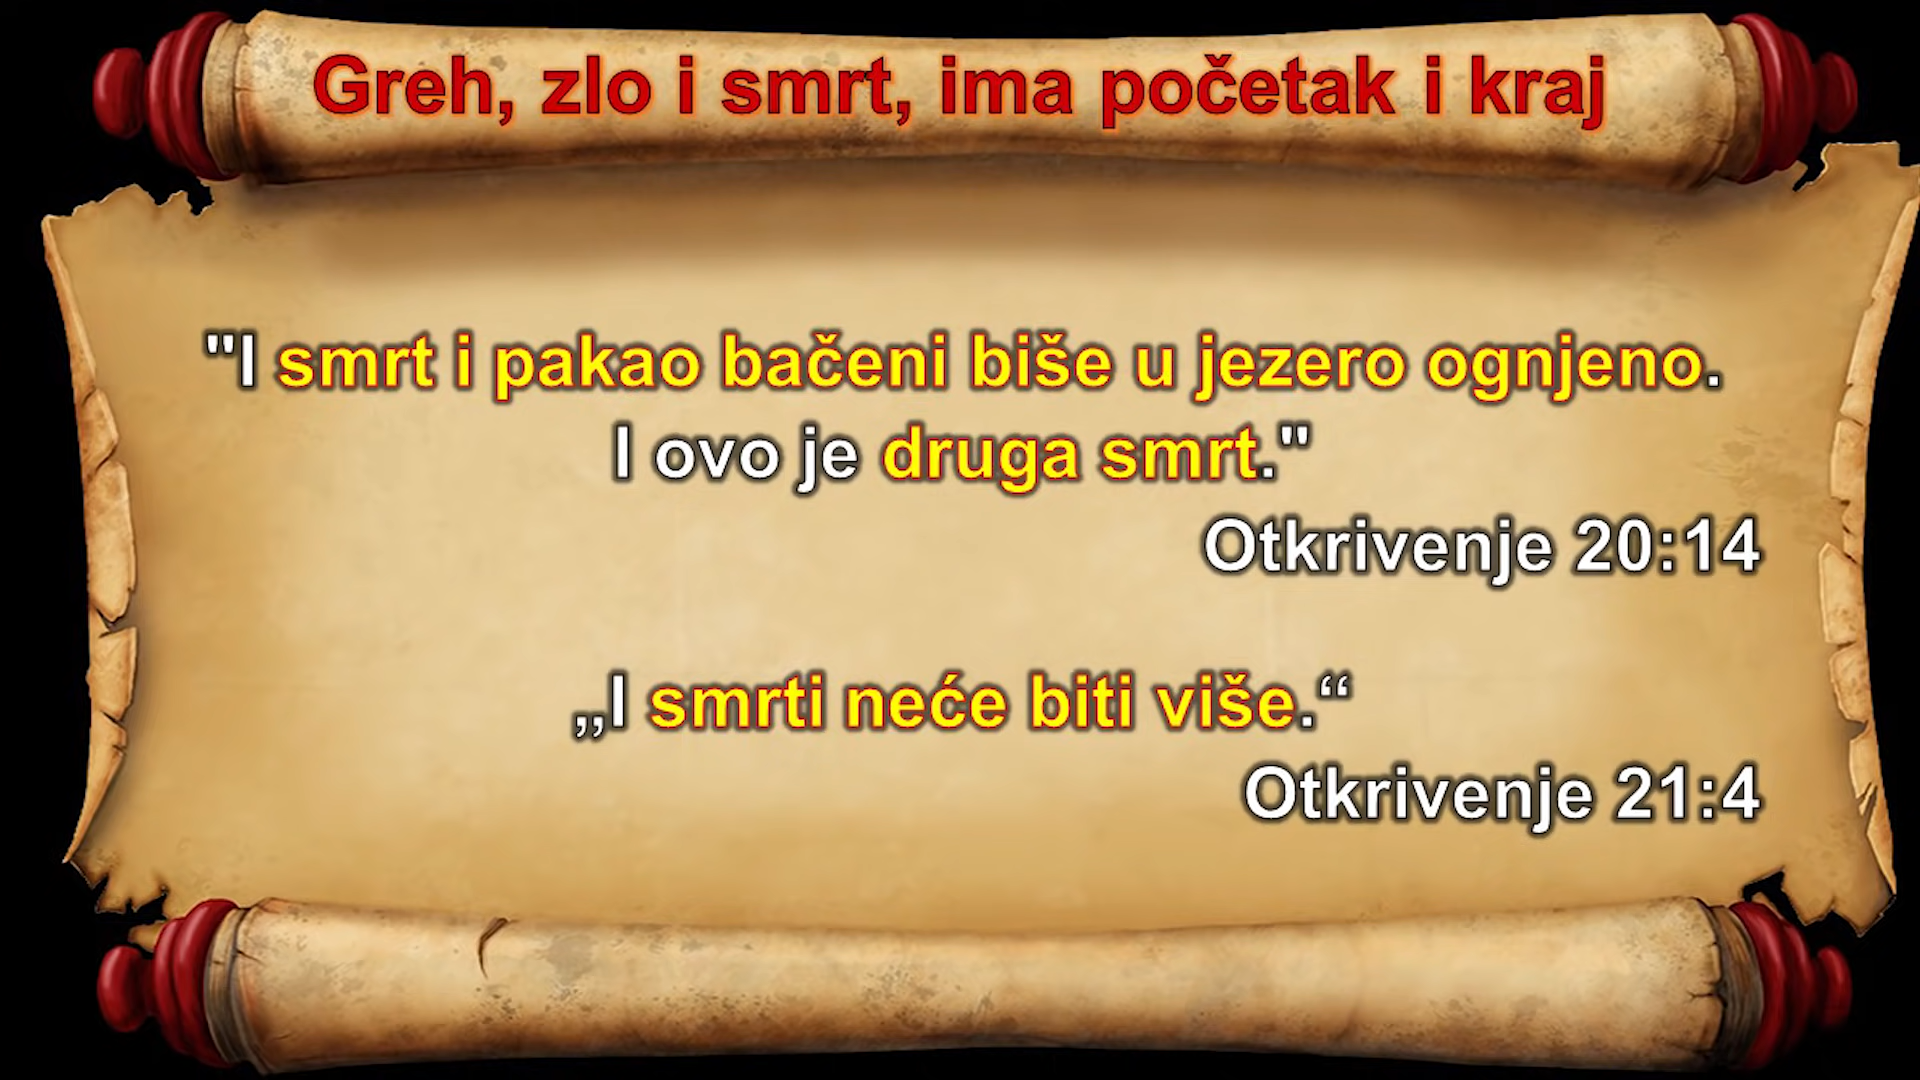 Greh, zlo i smrt, ima početak i kraj
"I smrt i pakao bačeni biše u jezero ognjeno.
I ovo je druga smrt."
Otkrivenje 20:14
„I smrti neće biti više.“
Otkrivenje 21:4